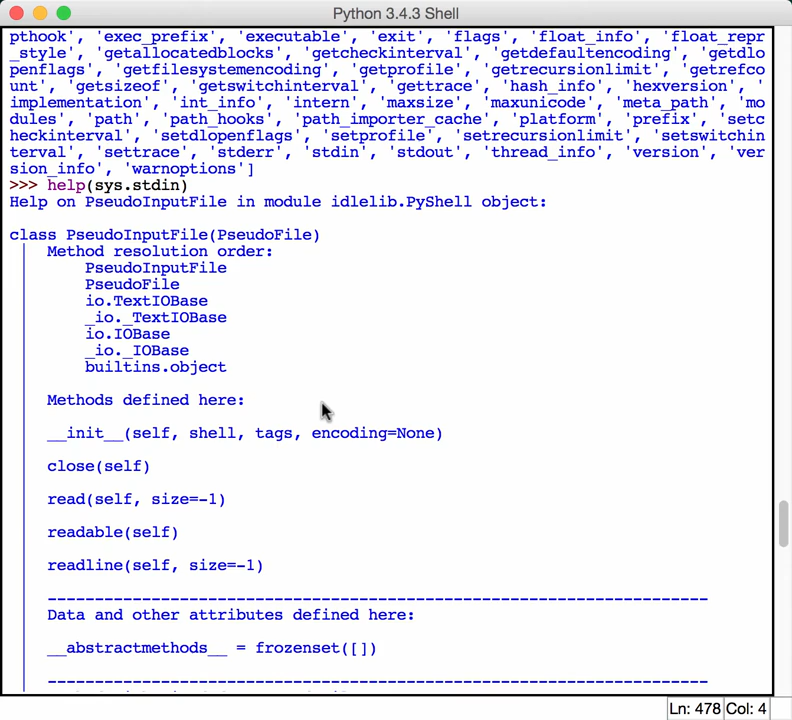 Python 3.4.3 Shell
pthook', 'exec_prefix', 'executable', 'exit', 'flags', 'float_info', 'float_repr
_style', 'getallocatedblocks', 'getcheckinterval', 'getdefaultencoding', 'getdlo
penflags', 'getfilesystemencoding', 'getprofile', 'getrecursionlimit', 'getrefco
unt', 'getsizeof', 'getswitchinterval', 'gettrace', 'hash_info', 'hexversion', '
implementation', 'int_info', 'intern', 'maxsize', 'maxunicode', 'meta_path', 'mo
dules', 'path', 'path_hooks', 'path_importer_cache', 'platform', 'prefix', 'setc
heckinterval', 'setdlopenflags', 'setprofile', 'setrecursionlimit', 'setswitchin
terval', 'settrace', 'stderr', 'stdin', 'stdout', 'thread_info', 'version', 'ver
sion_info', 'warnoptions']
>>> help(sys.stdin)
Help on PseudoInputFile in module idlelib.PyShell object:
class PseudoInputFile(PseudoFile)
Method resolution order:
PseudoInputFile
PseudoFile
io.TextIOBase
_io._TextIOBase
io.IOBase
_io._IOBase
builtins.object
Methods defined here:
__init__(self, shell, tags, encoding=None)
close(self)
read(self, size=-1)
readable(self)
readline(self, size=-1)
----------------------------------------------------------------------
Data and other attributes defined here:
__abstractmethods__ = frozenset([])
----------------------------------------------------------------------
Ln: 478 Col: 4